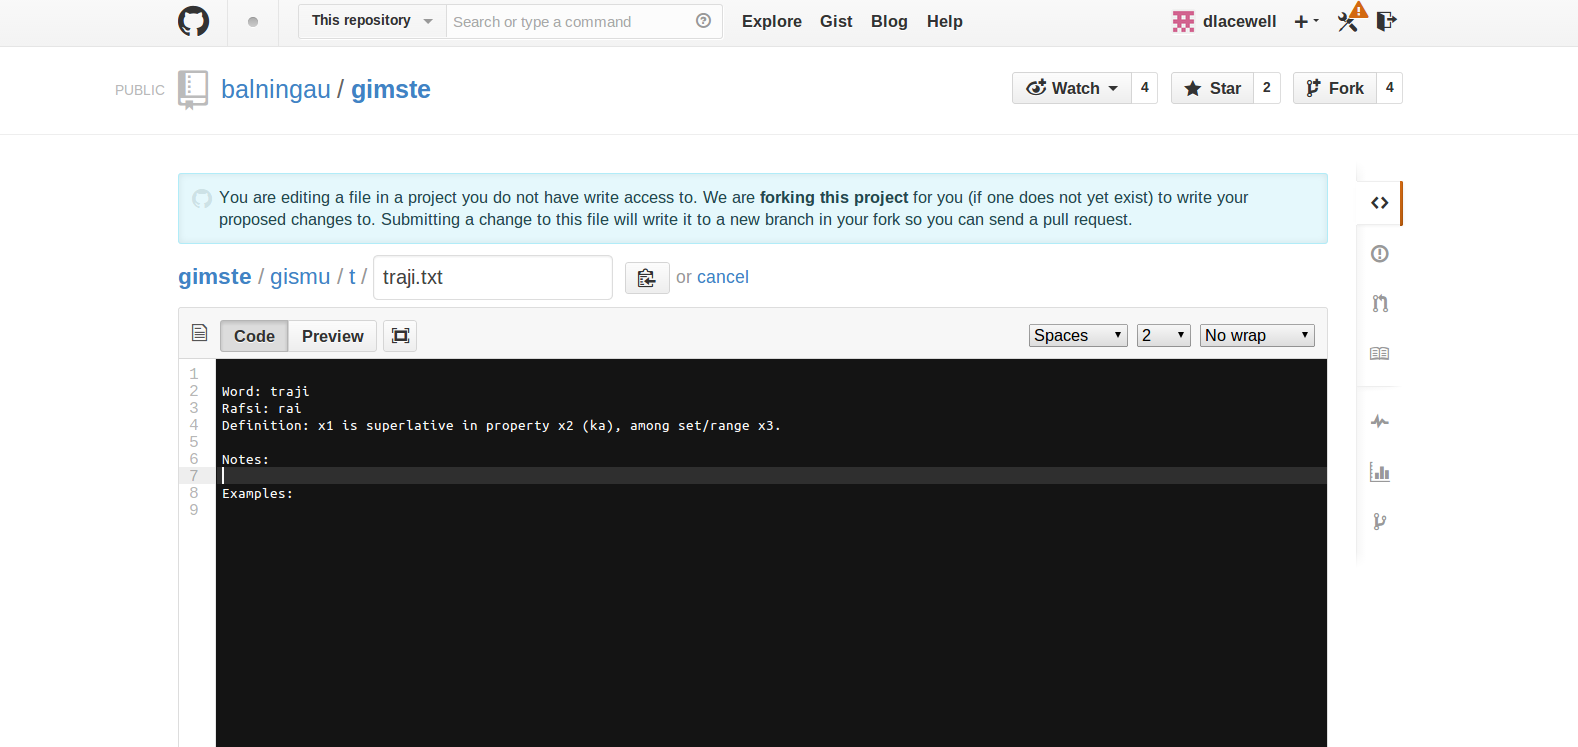 This repository Search or type a command Explore Gist Blog Help dlacewell
PUBLIC balningau / gimste Watch 4 Star 2 Fork 4
You are editing a file in a project you do not have write access to. We are forking this project for you (if one does not yet exist) to write your
proposed changes to. Submitting a change to this file will write it to a new branch in your fork so you can send a pull request.
gimste / gismu / t / traji.txt or cancel
Code Preview Spaces 2 No wrap
1
2 Word: traji
3 Rafsi: rai
4 Definition: x1 is superlative in property x2 (ka), among set/range x3.
5
6 Notes:
7
8 Examples:
9